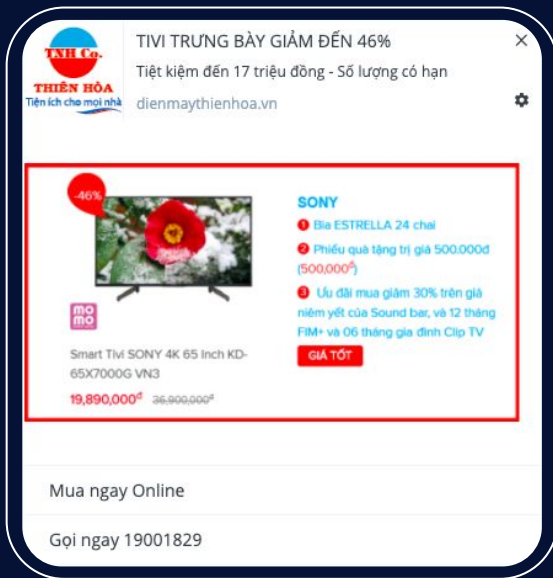 TNH Co.
THIÊN HÒA
Tiện ích cho mọi nhà
TIVI TRƯNG BÀY GIẢM ĐẾN 46%
Tiệt kiệm đến 17 triệu đồng - Số lượng có hạn
dienmaythienhoa.vn
-46%
mo
mo
Smart Tivi SONY 4K 65 Inch KD-
65X7000G VN3
19,890,000đ 36,900,000đ
SONY
1 Bia ESTRELLA 24 chai
2 Phiếu quà tặng trị giá 500.000đ
(500,000đ)
3 Ưu đãi mua giảm 30% trên giá
niêm yết của Sound bar, và 12 tháng
FIM+ và 06 tháng gia đình Clip TV
GIÁ TỐT
Mua ngay Online
Gọi ngay 19001829